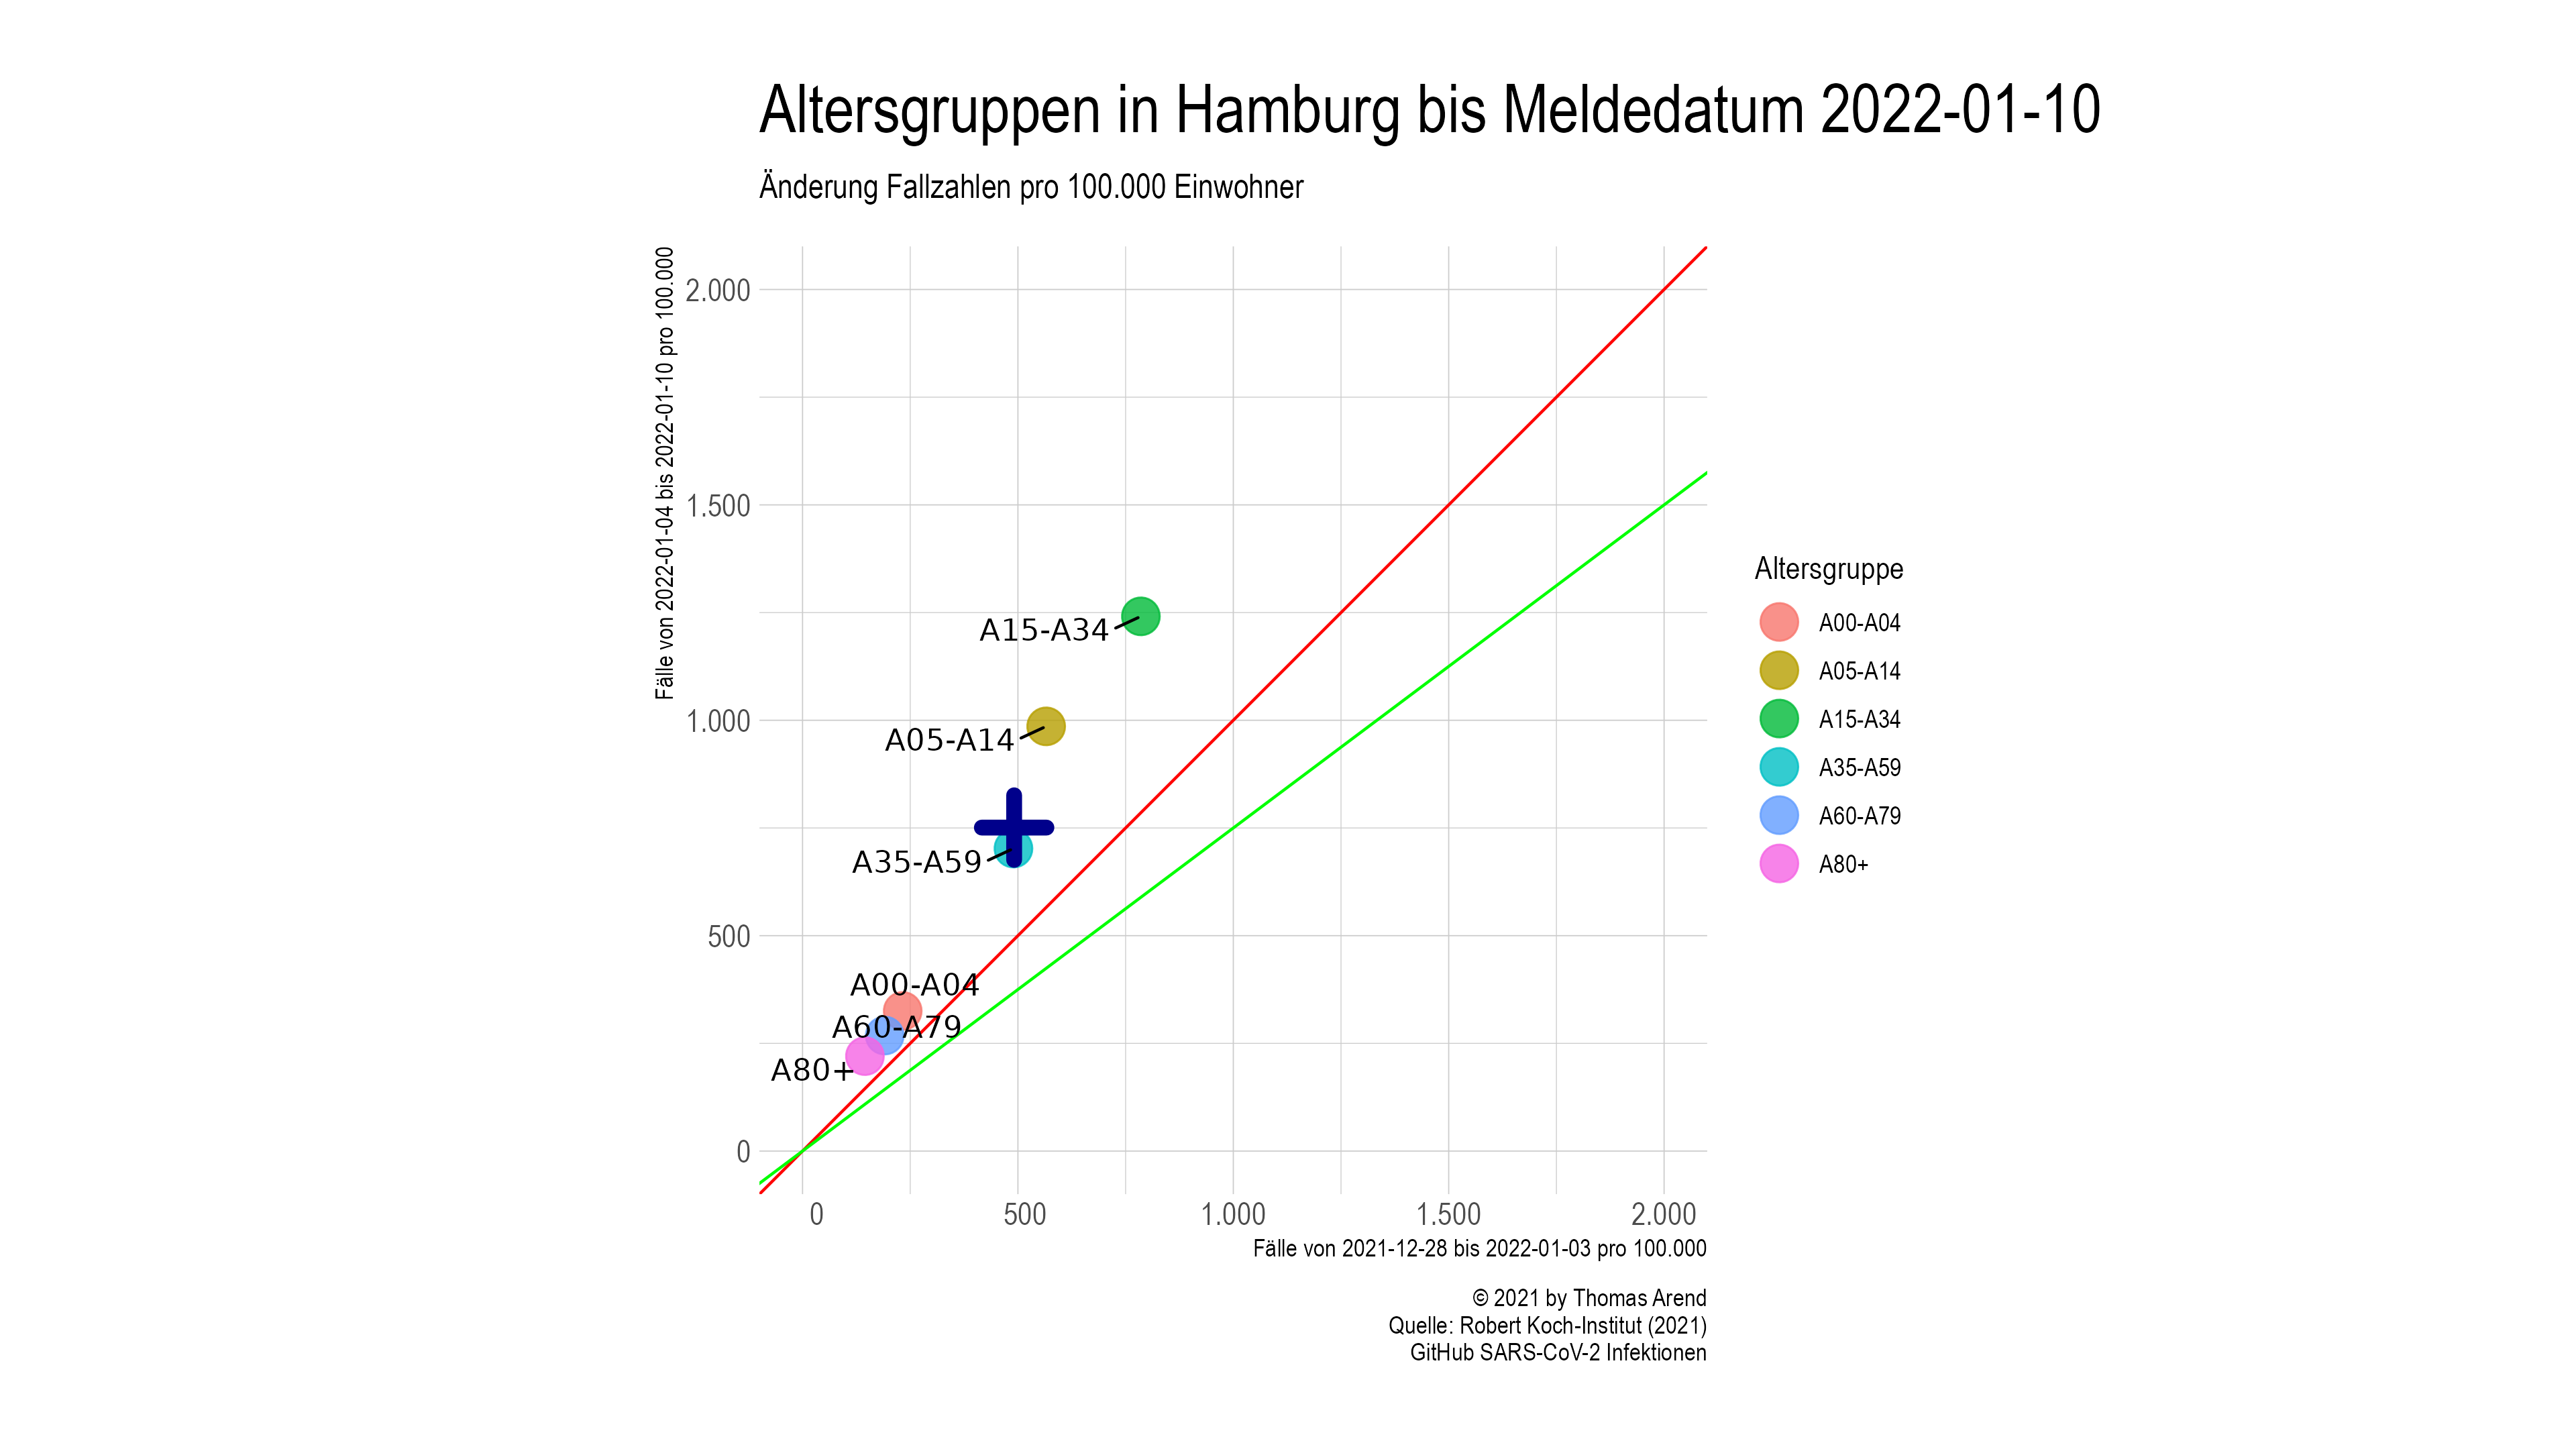 Altersgruppen in Hamburg bis Meldedatum 2022-01-10
Änderung Fallzahlen pro 100.000 Einwohner
Fälle von 2022-01-04 bis 2022-01-10 pro 100.000
2.000
1.500
1.000
500
0
A15-A34
A05-A14
A35-A59
A00-A04
A60-A79
A80+
0
500
1.000
1.500
2.000
Fälle von 2021-12-28 bis 2022-01-03 pro 100.000
Altersgruppe
A00-A04
A05-A14
A15-A34
A35-A59
A60-A79
A80+
© 2021 by Thomas Arend
Quelle: Robert Koch-Institut (2021)
GitHub SARS-CoV-2 Infektionen